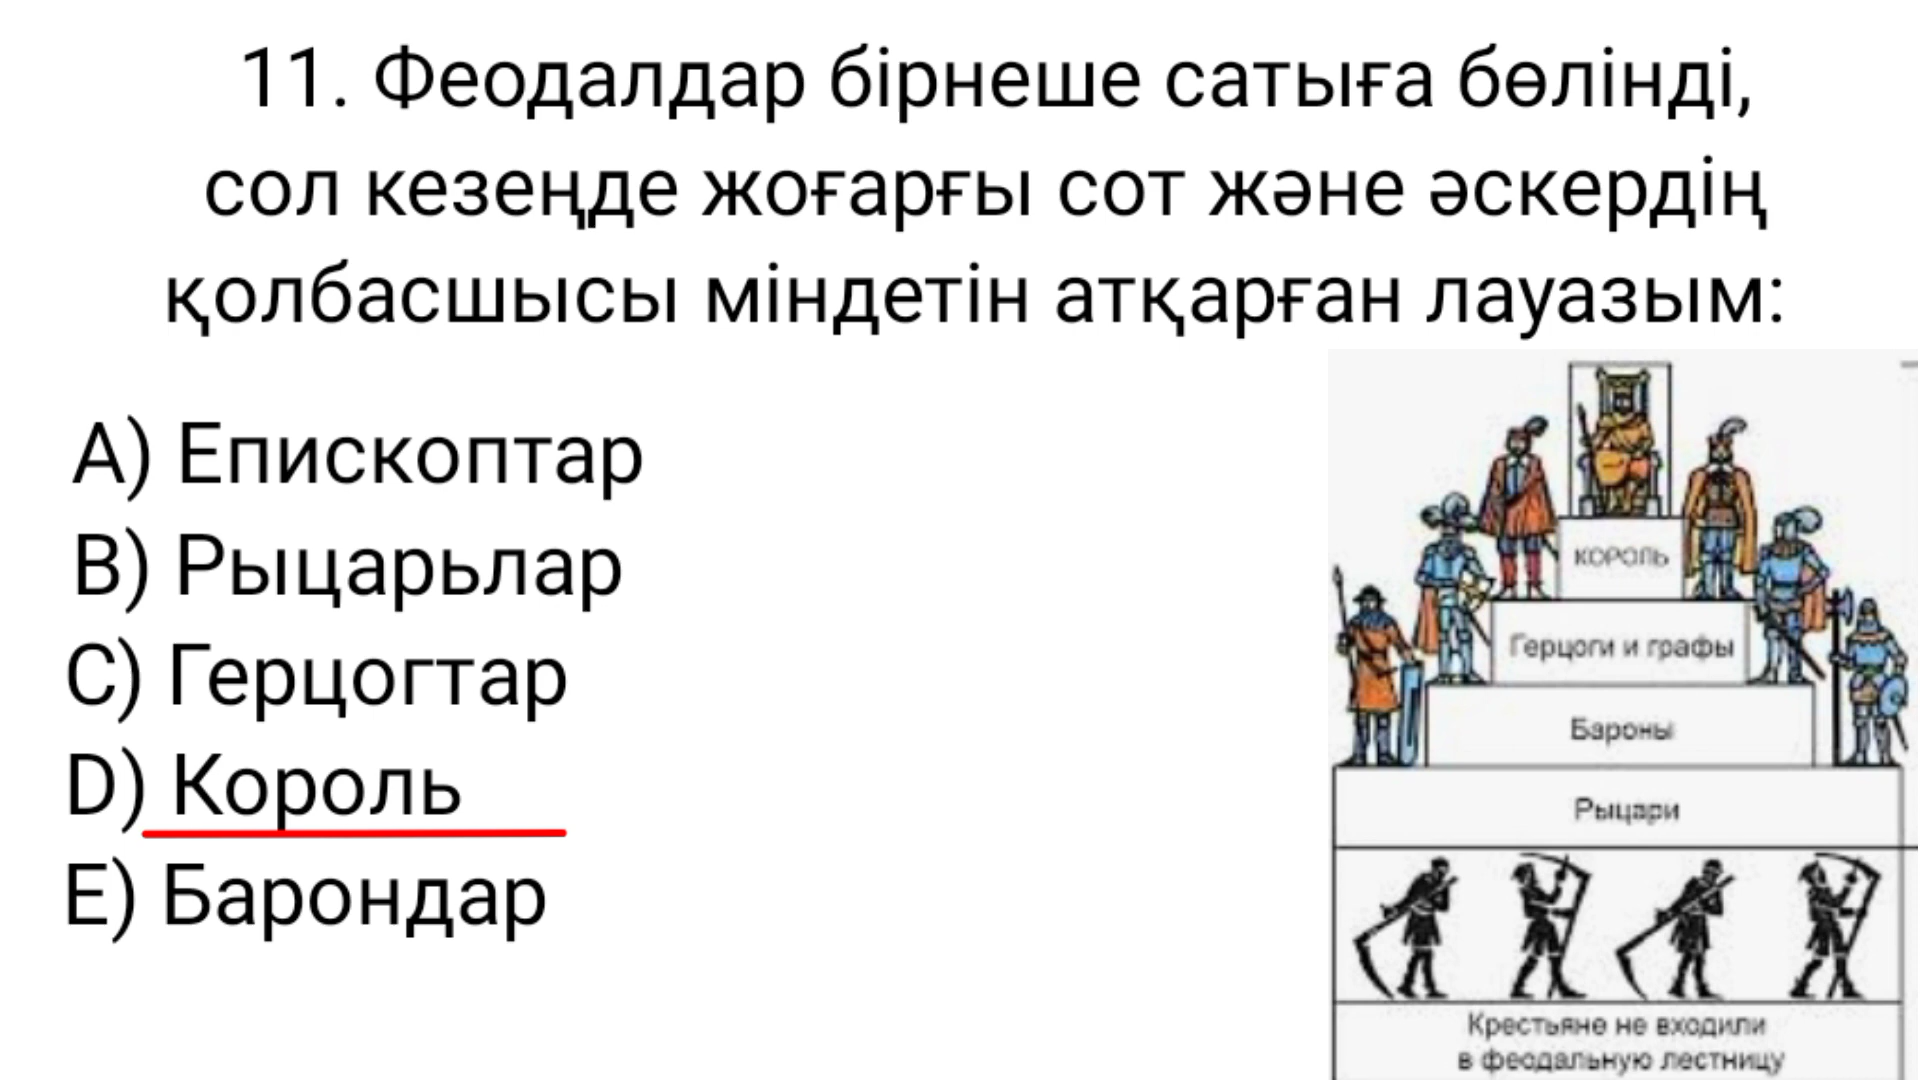 11. Феодалдар бірнеше сатыға бөлінді,
сол кезеңде жоғарғы сот және әскердің
қолбасшысы міндетін атқарған лауазым:
A) Епископтар
B) Рыцарьлар
C) Герцогтар
D) Король
E) Барондар
король
Герцоги и графы
Бароны
Рыцари
Крестьяне не входили
в феодальную лестницу